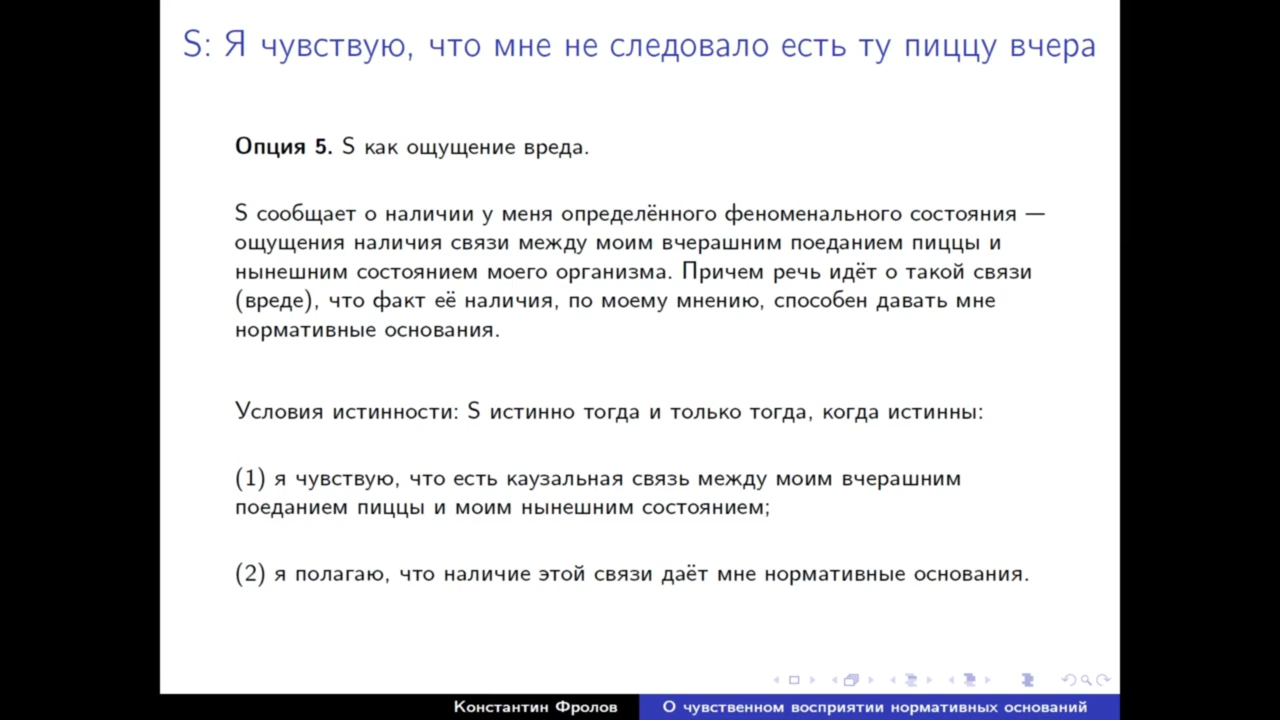 S: Я чувствую, что мне не следовало есть ту пиццу вчера
Опция 5. S как ощущение вреда.
S сообщает о наличии у меня определённого феноменального состояния —
ощущения наличия связи между моим вчерашним поеданием пиццы и
нынешним состоянием моего организма. Причем речь идёт о такой связи
(вреде), что факт её наличия, по моему мнению, способен давать мне
нормативные основания.
Условия истинности: S истинно тогда и только тогда, когда истинны:
(1) я чувствую, что есть каузальная связь между моим вчерашним
поеданием пиццы и моим нынешним состоянием;
(2) я полагаю, что наличие этой связи даёт мне нормативные основания.
Константин Фролов
О чувственном восприятии нормативных оснований